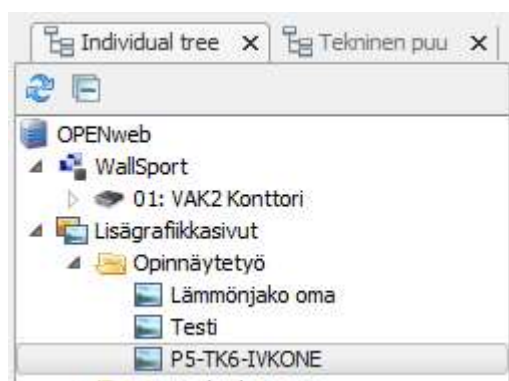 Individual tree x Tekninen puu x
OPENweb
WallSport
01: VAK2 Konttori
Lisägrafiikkasivut
Opinnäytetyö
Lämmönjako oma
Testi
P5-TK6-IVKONE